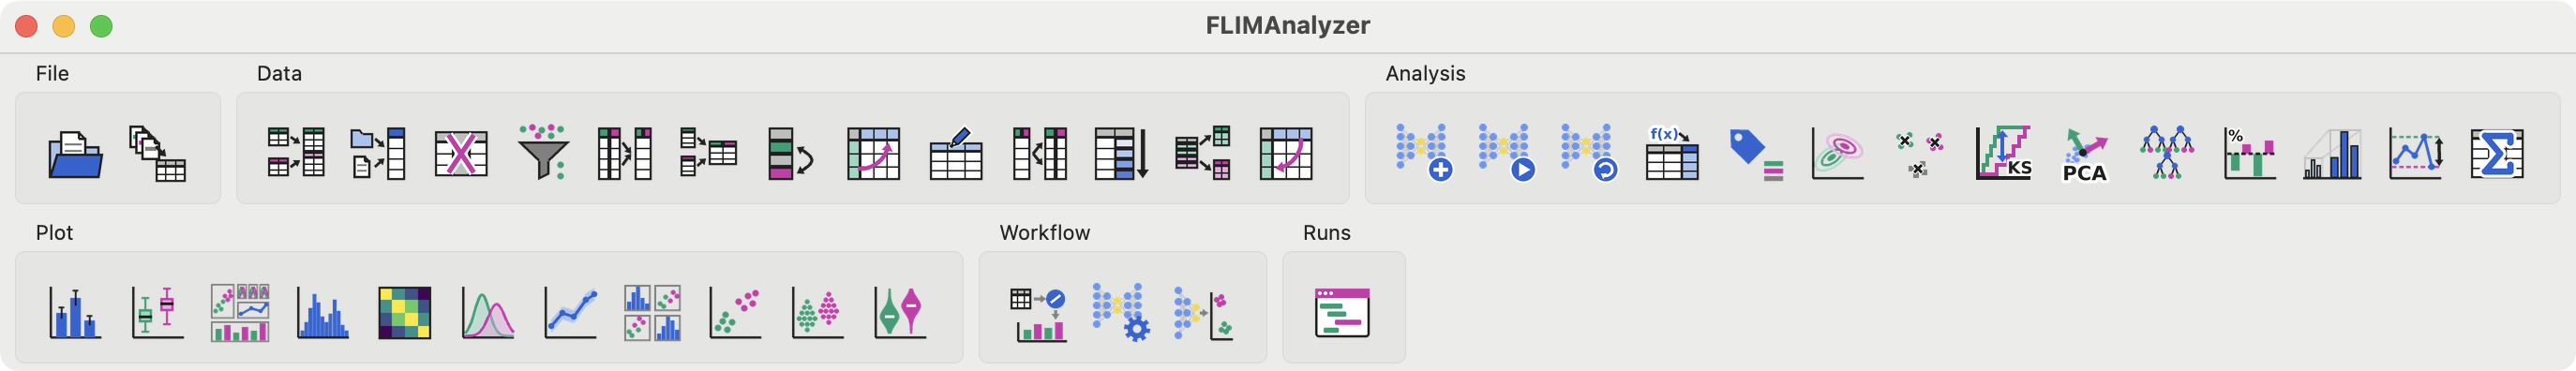 FLIMAnalyzer
File
Data
Analysis
f(x)
KS
PCA
%
Σ
Plot
Workflow
Runs